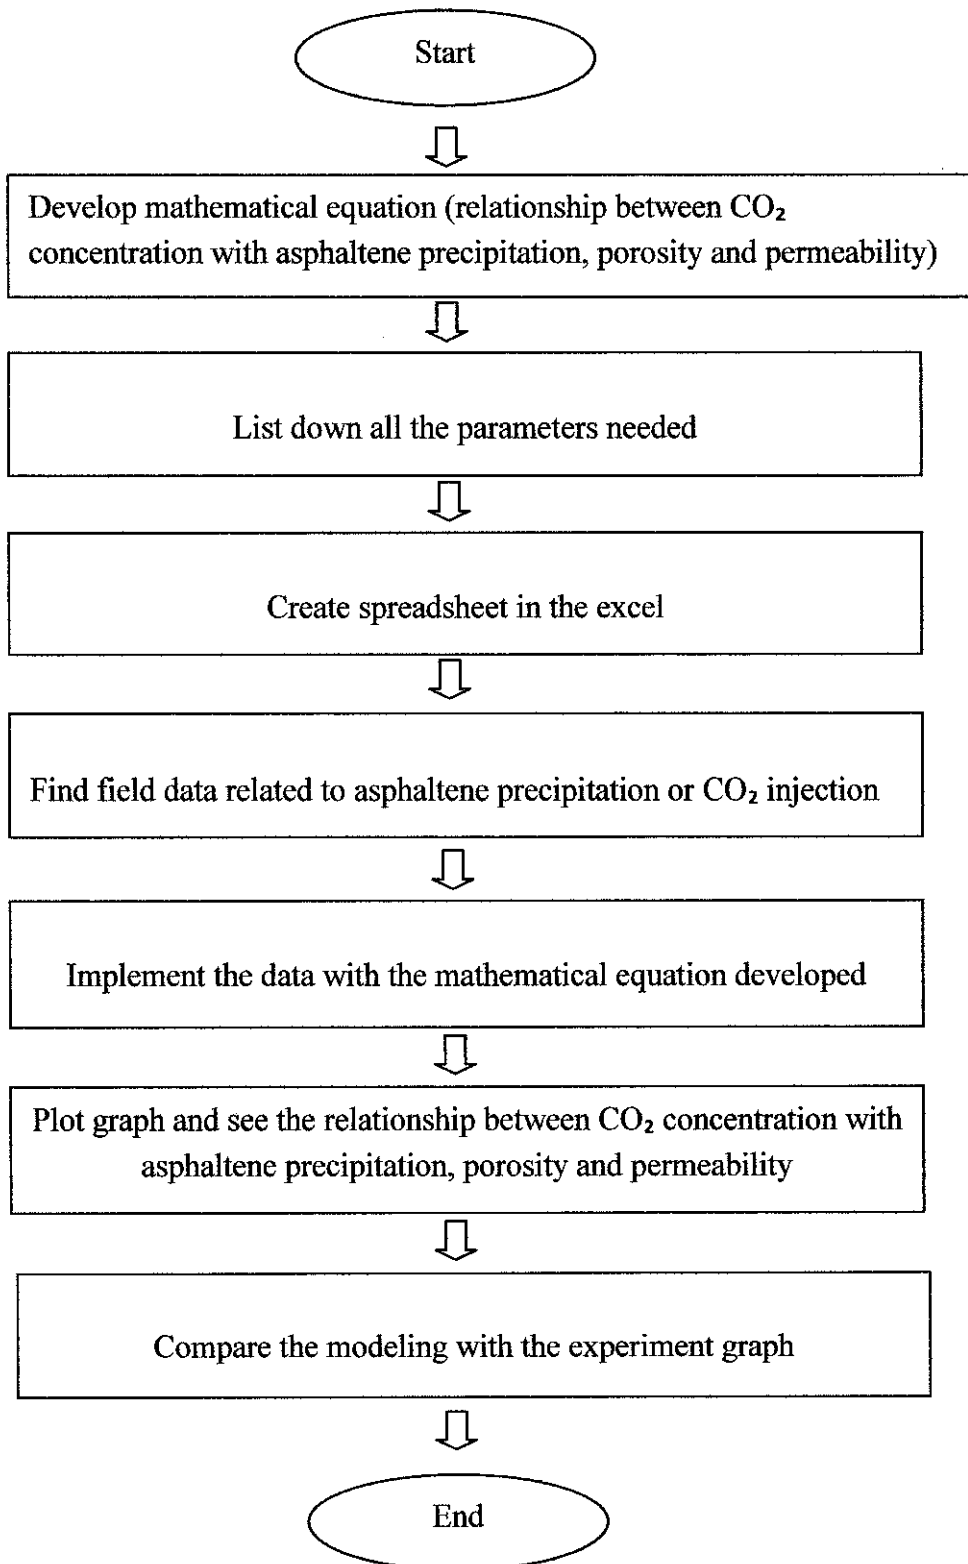 Start
Develop mathematical equation (relationship between CO₂
concentration with asphaltene precipitation, porosity and permeability)
List down all the parameters needed
Create spreadsheet in the excel
Find field data related to asphaltene precipitation or CO₂ injection
Implement the data with the mathematical equation developed
Plot graph and see the relationship between CO₂ concentration with
asphaltene precipitation, porosity and permeability
Compare the modeling with the experiment graph
End